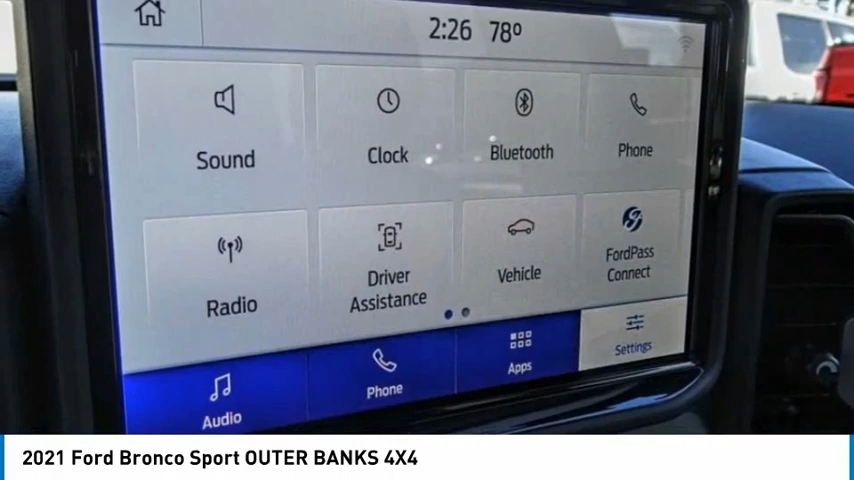 2:26 78º
Sound
Clock
Bluetooth
Phone
Radio
Driver
Assistance
Vehicle
FordPass
Connect
Audio
Phone
Apps
Settings
2021 Ford Bronco Sport OUTER BANKS 4X4